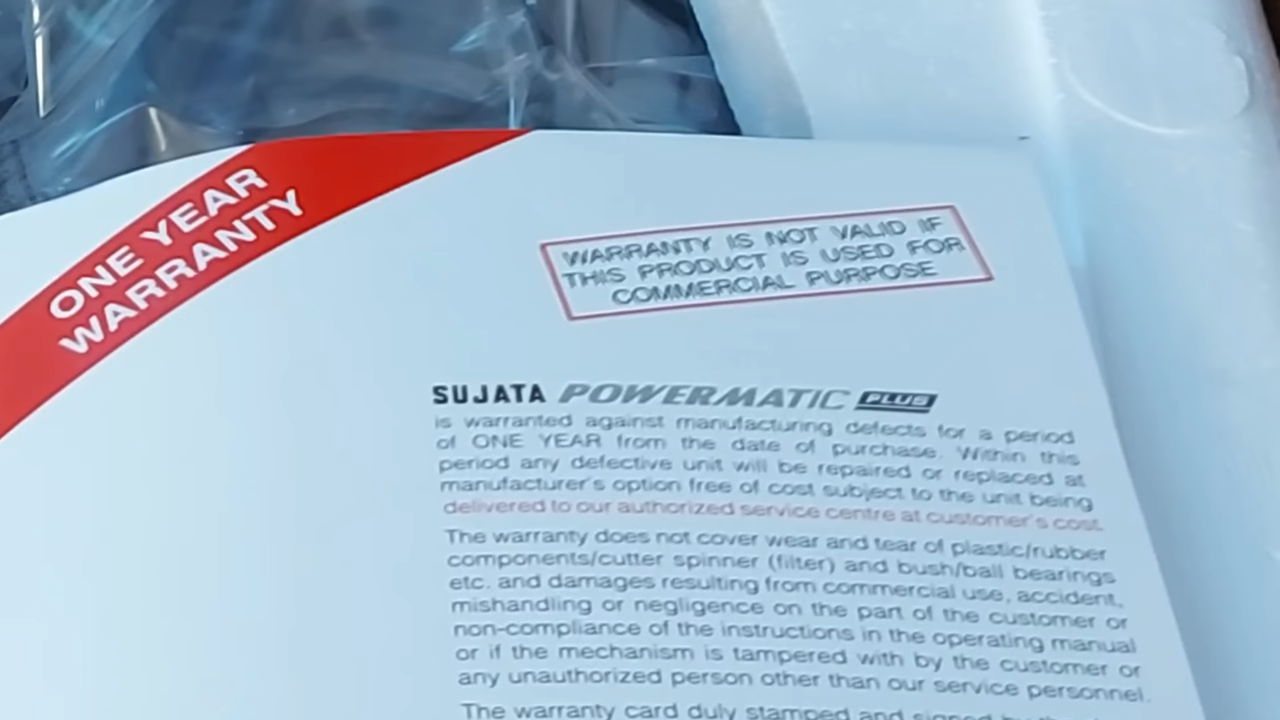 ONE YEAR
WARRANTY
WARRANTY IS NOT VALID IF
THIS PRODUCT IS USED FOR
COMMERCIAL PURPOSE
SUJATA POWERMATIC PLUS
is warranted against manufacturing defects for a period
of ONE YEAR from the date of purchase. Within this
period any defective unit will be repaired or replaced at
manufacturer's option free of cost subject to the unit being
delivered to our authorized service centre at customer's cost.
The warranty does not cover wear and tear of plastic/rubber
components/cutter spinner (filter) and bush/ball bearings
etc. and damages resulting from commercial use, accident,
mishandling or negligence on the part of the customer or
non-compliance of the instructions in the operating manual
or if the mechanism is tampered with by the customer or
any unauthorized person other than our service personnel.
The warranty card duly stamped and signed by the